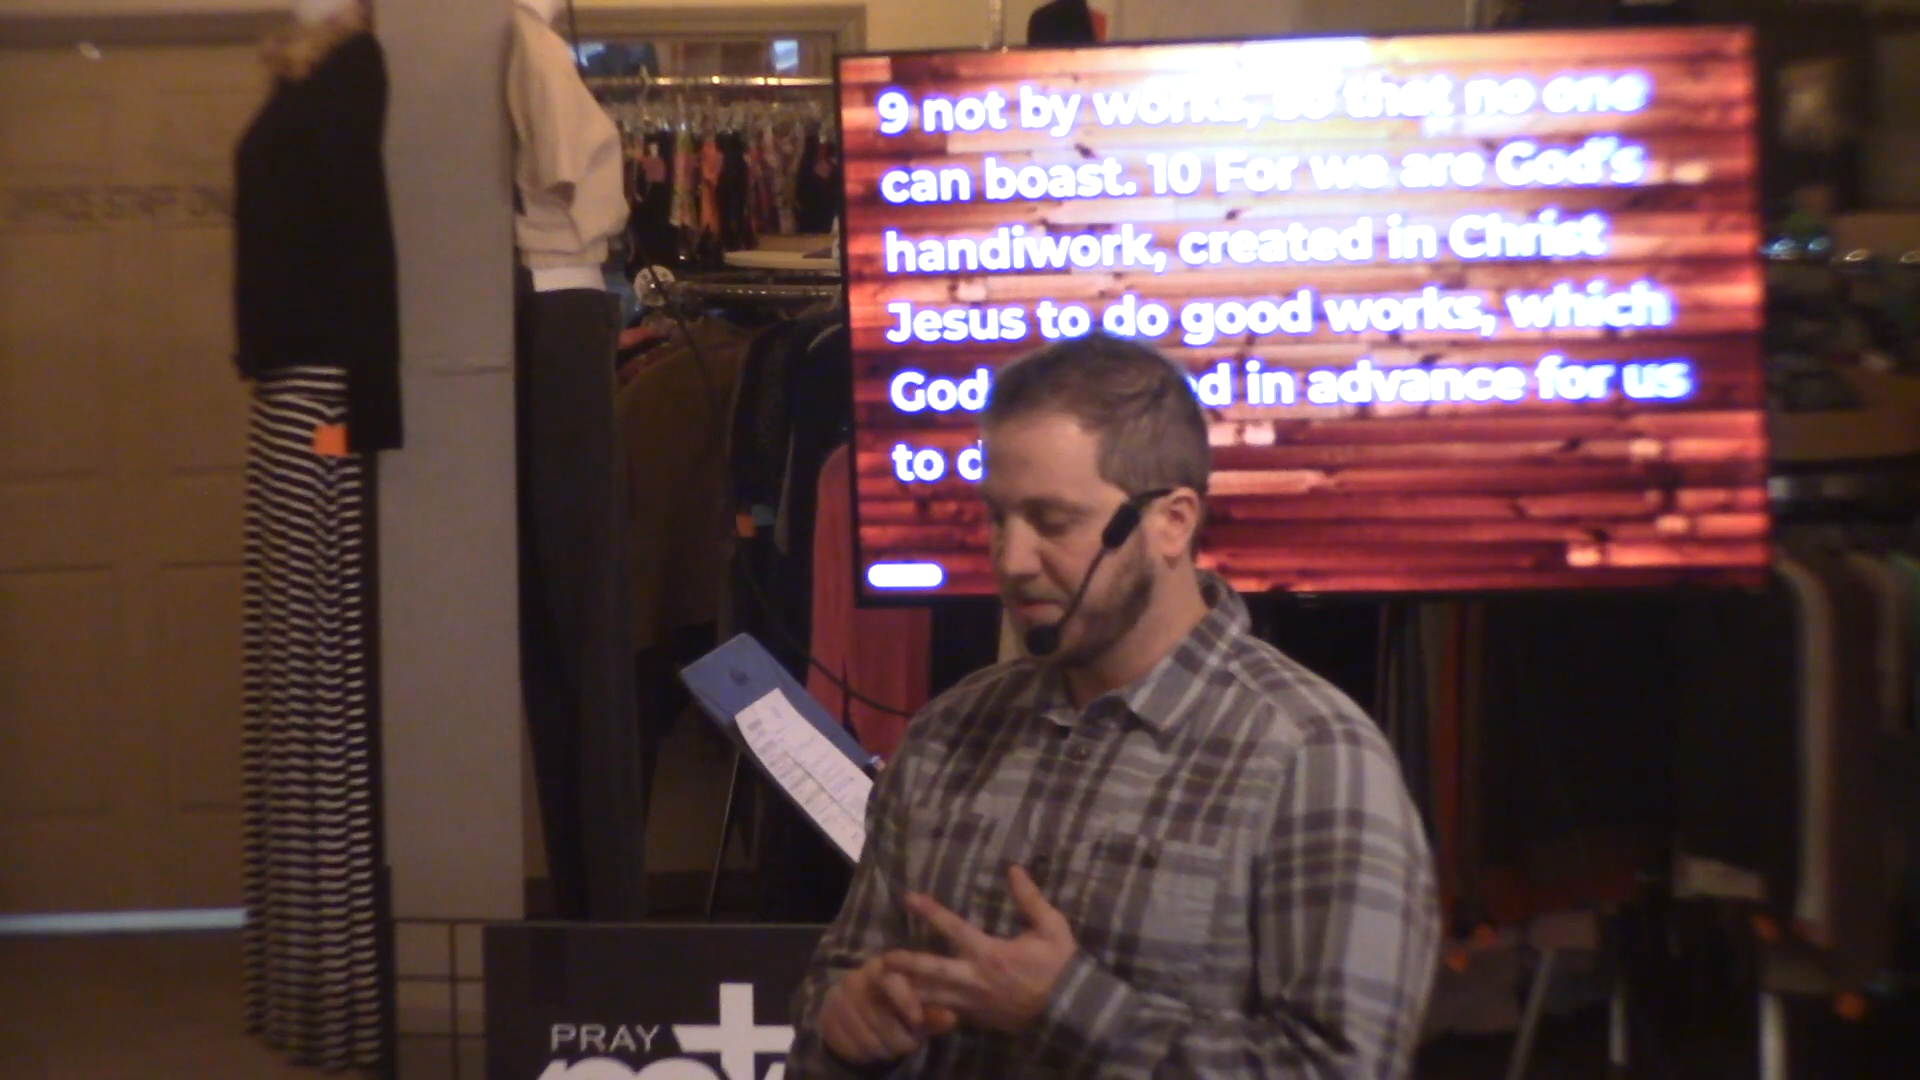 9 not by works, so that no one
can boast. 10 For we are God's
handiwork, created in Christ
Jesus to do good works, which
God d in advance for us
to d
PRAY